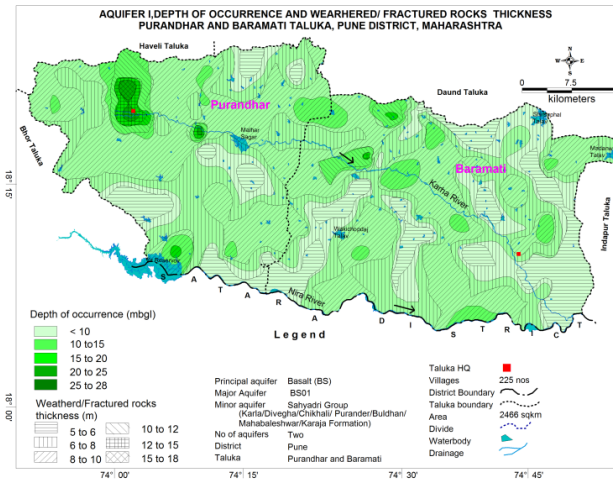 AQUIFER I,DEPTH OF OCCURRENCE AND WEARHERED/ FRACTURED ROCKS THICKNESS
PURANDHAR AND BARAMATI TALUKA, PUNE DISTRICT, MAHARASHTRA
Haveli Taluka
N
W E
S
0 7.5
kilometers
Purandhar
Daund Taluka
Malhar
Sagar
Bhor Taluka
Baramati
Karha River
Indapur Taluka
18° 15'
Nira River
S A T A R A D I S T R I C T
Legend
Depth of occurrence (mbgl)
< 10
10 to15
15 to 20
20 to 25
25 to 28
Weatherd/Fractured rocks
thickness (m)
5 to 6
6 to 8
8 to 10
10 to 12
12 to 15
15 to 18
Principal aquifer Basalt (BS)
Major Aquifer BS01
Minor aquifer Sahyadri Group
(Karla/Divegha/Chikhali/ Purander/Buldhan/
Mahabaleshwar/Karaja Formation)
No of aquifers Two
District Pune
Taluka Purandhar and Baramati
Taluka HQ
Villages 225 nos
District Boundary
Taluka boundary
Area 2466 sqkm
Divide
Waterbody
Drainage
18° 00'
74° 00' 74° 15' 74° 30' 74° 45'